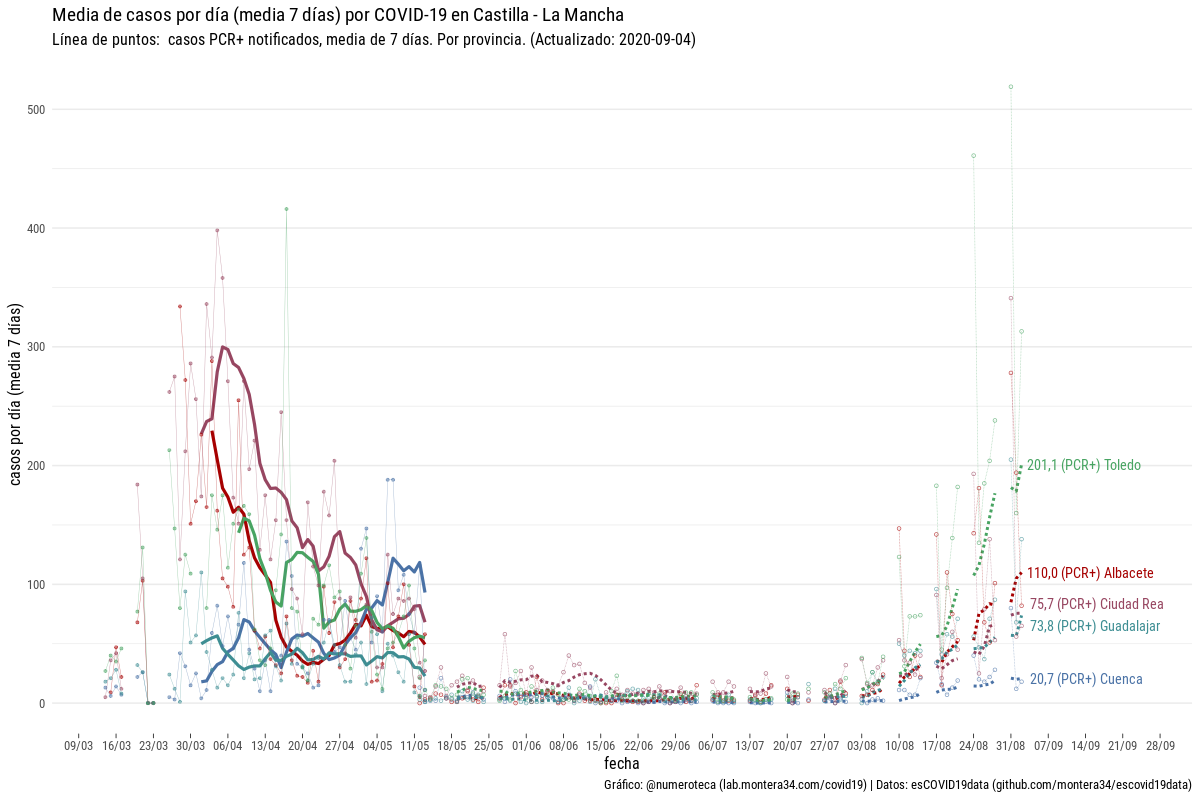 Media de casos por día (media 7 días) por COVID-19 en Castilla - La Mancha
Línea de puntos:  casos PCR+ notificados, media de 7 días. Por provincia. (Actualizado: 2020-09-04)
casos por día (media 7 días)
500
400
300
200
100
0
201,1 (PCR+) Toledo
110,0 (PCR+) Albacete
75,7 (PCR+) Ciudad Rea
73,8 (PCR+) Guadalajar
20,7 (PCR+) Cuenca
09/03 16/03 23/03 30/03 06/04 13/04 20/04 27/04 04/05 11/05 18/05 25/05 01/06 08/06 15/06 22/06 29/06 06/07 13/07 20/07 27/07 03/08 10/08 17/08 24/08 31/08 07/09 14/09 21/09 28/09
fecha
Gráfico: @numeroteca (lab.montera34.com/covid19) | Datos: esCOVID19data (github.com/montera34/escovid19data)